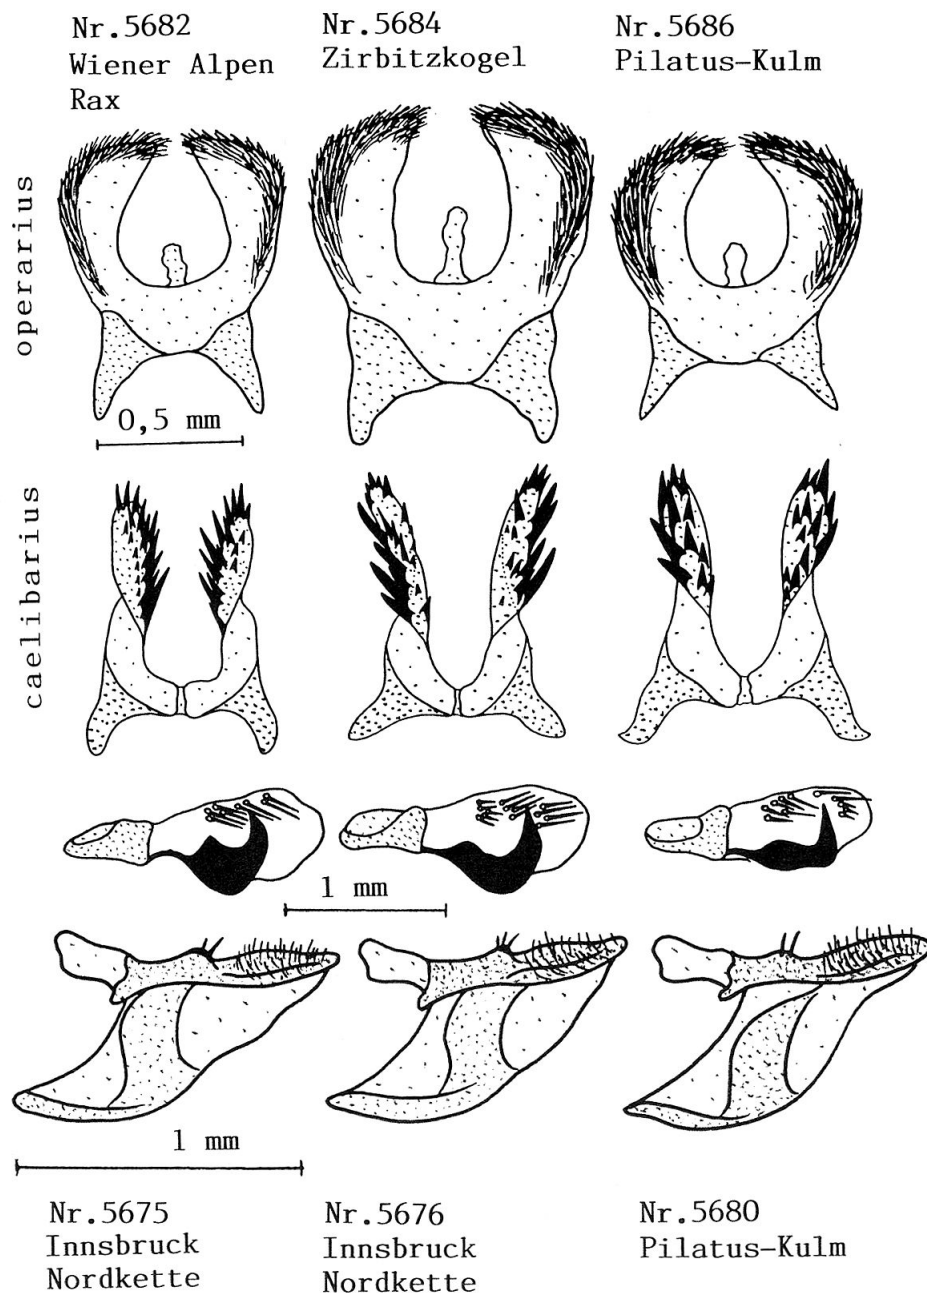 Nr.5682
Wiener Alpen
Rax
Nr.5684
Zirbitzkogel
Nr.5686
Pilatus-Kulm
operarius
0,5 mm
caelibarius
1 mm
1 mm
Nr.5675
Innsbruck
Nordkette
Nr.5676
Innsbruck
Nordkette
Nr.5680
Pilatus-Kulm